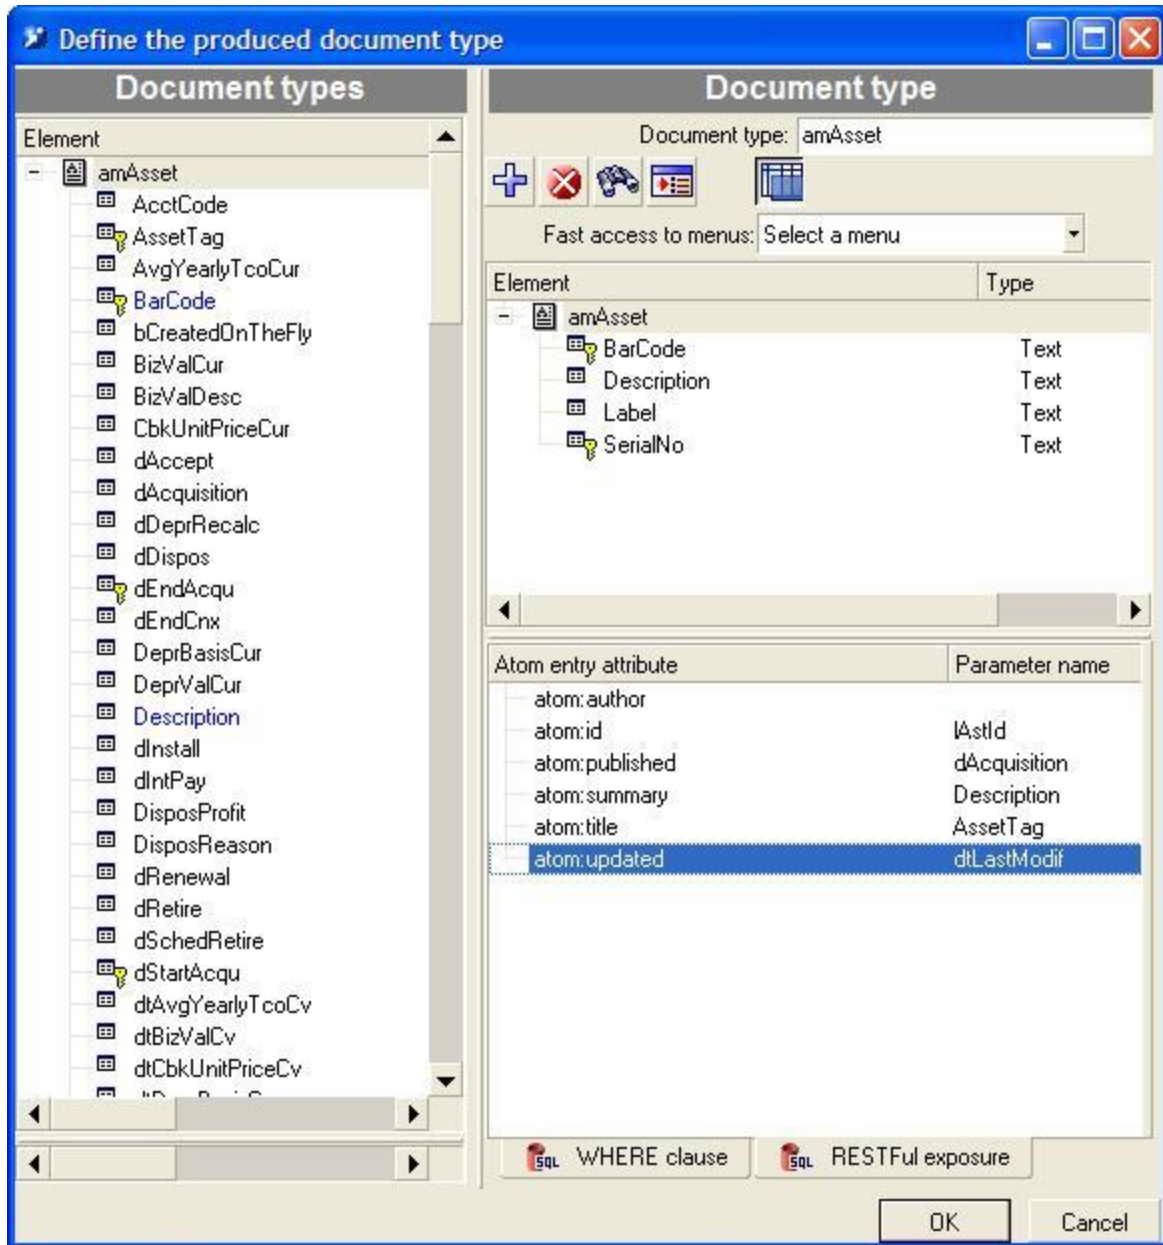 Define the produced document type
Document types
Element
amAsset
AcctCode
AssetTag
AvgYearlyTcoCur
BarCode
bCreatedOnTheFly
BizValCur
BizValDesc
CbkUnitPriceCur
dAccept
dAcquisition
dDeprRecalc
dDispos
dEndAcqu
dEndCnx
DeprBasisCur
DeprValCur
Description
dInstall
dIntPay
DisposProfit
DisposReason
dRenewal
dRetire
dSchedRetire
dStartAcqu
dtAvgYearlyTcoCv
dtBizValCv
dtCbkUnitPriceCv
Document type
Document type: amAsset
Fast access to menus: Select a menu
Element Type
amAsset
BarCode Text
Description Text
Label Text
SerialNo Text
Atom entry attribute Parameter name
atom:author
atom:id lAstId
atom:published dAcquisition
atom:summary Description
atom:title AssetTag
atom:updated dtLastModif
SQL WHERE clause SQL RESTFul exposure
OK Cancel